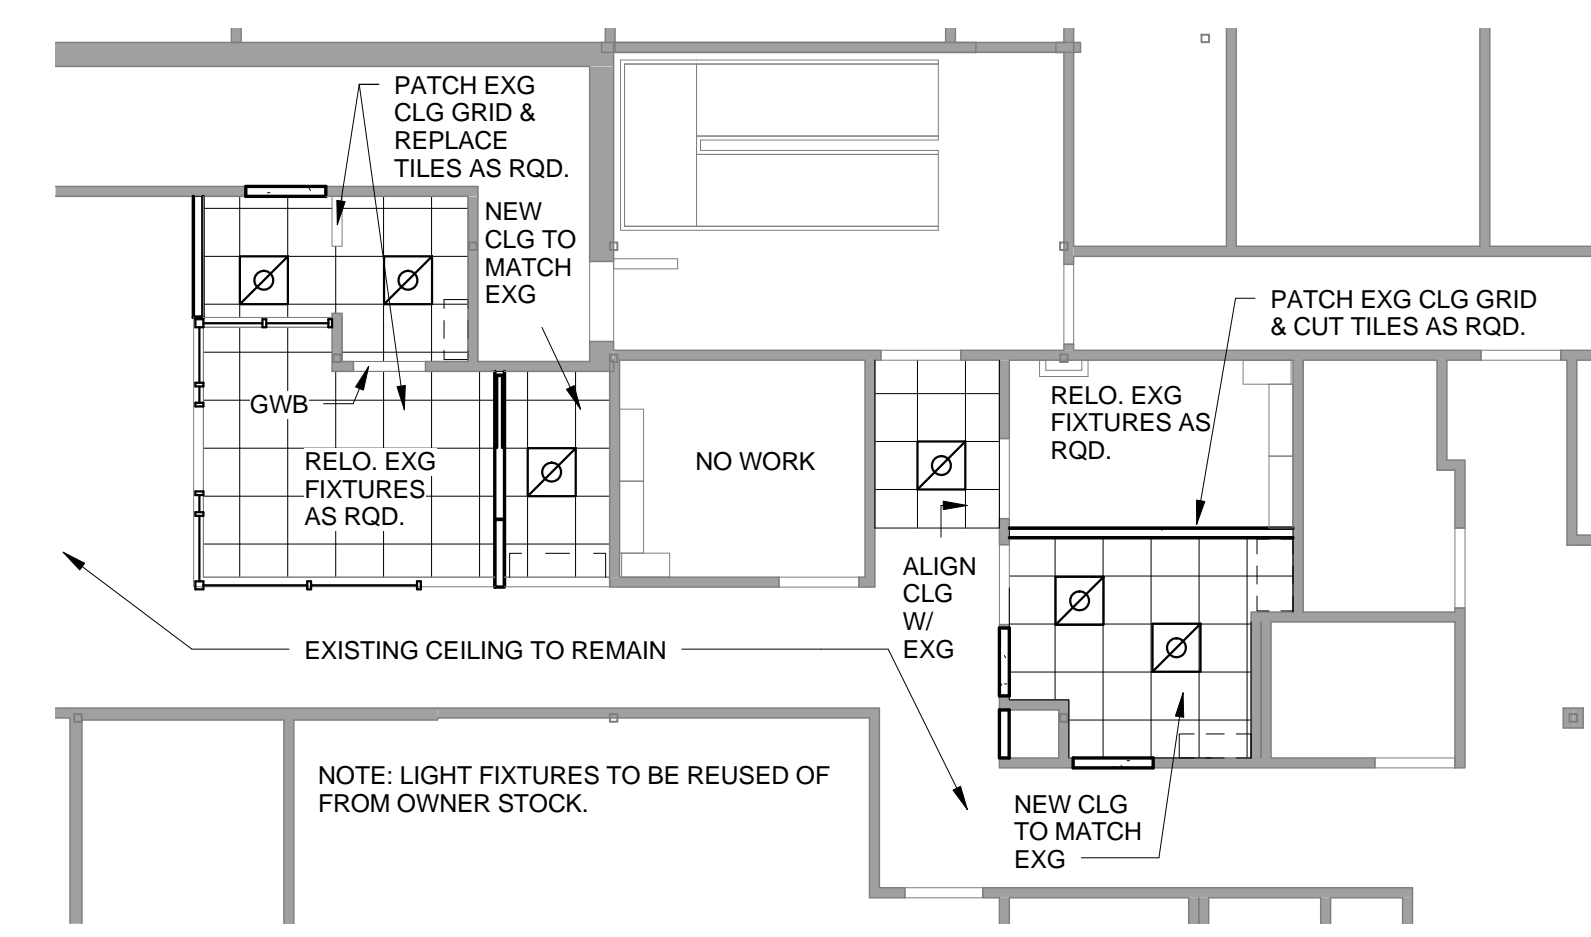 PATCH EXG
CLG GRID &
REPLACE
TILES AS RQD.
NEW
CLG TO
MATCH
EXG
GWB
RELO. EXG
FIXTURES
AS RQD.
NO WORK
PATCH EXG CLG GRID
& CUT TILES AS RQD.
RELO. EXG
FIXTURES AS
RQD.
ALIGN
CLG
W/
EXG
EXISTING CEILING TO REMAIN
NOTE: LIGHT FIXTURES TO BE REUSED OF
FROM OWNER STOCK.
NEW CLG
TO MATCH
EXG